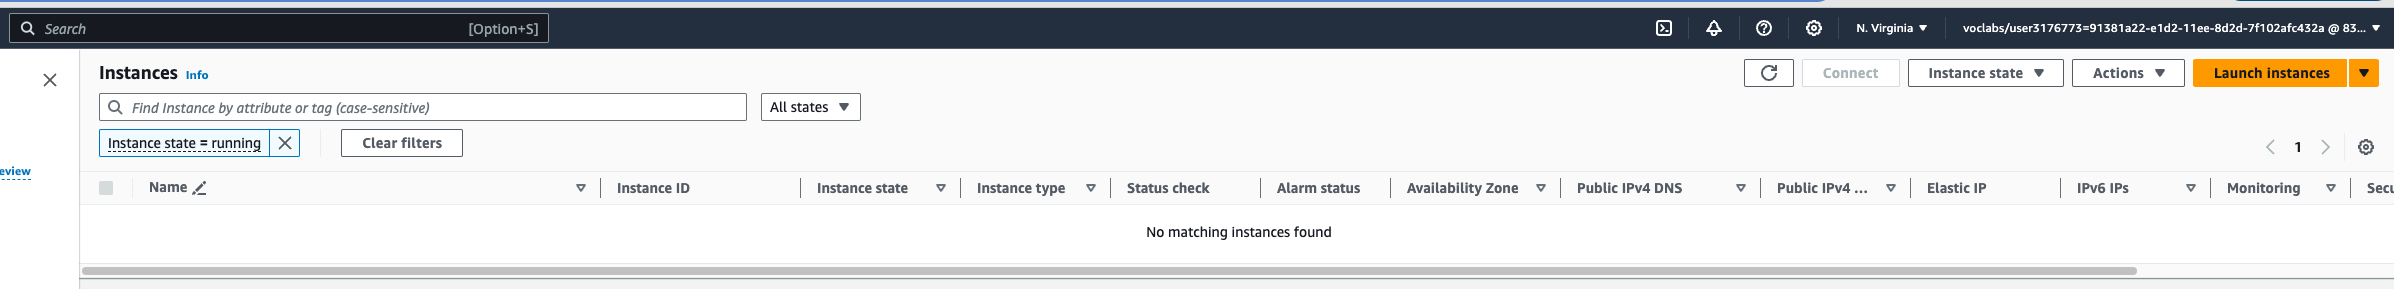 Search [Option+S] N. Virginia voclabs/user3176773=91381a22-e1d2-11ee-8d2d-7f102afc432a @ 83...
Instances Info Connect Instance state Actions Launch instances
Find Instance by attribute or tag (case-sensitive) All states
Instance state = running Clear filters 1
eview
Name Instance ID Instance state Instance type Status check Alarm status Availability Zone Public IPv4 DNS Public IPv4 ... Elastic IP IPv6 IPs Monitoring Secu
No matching instances found